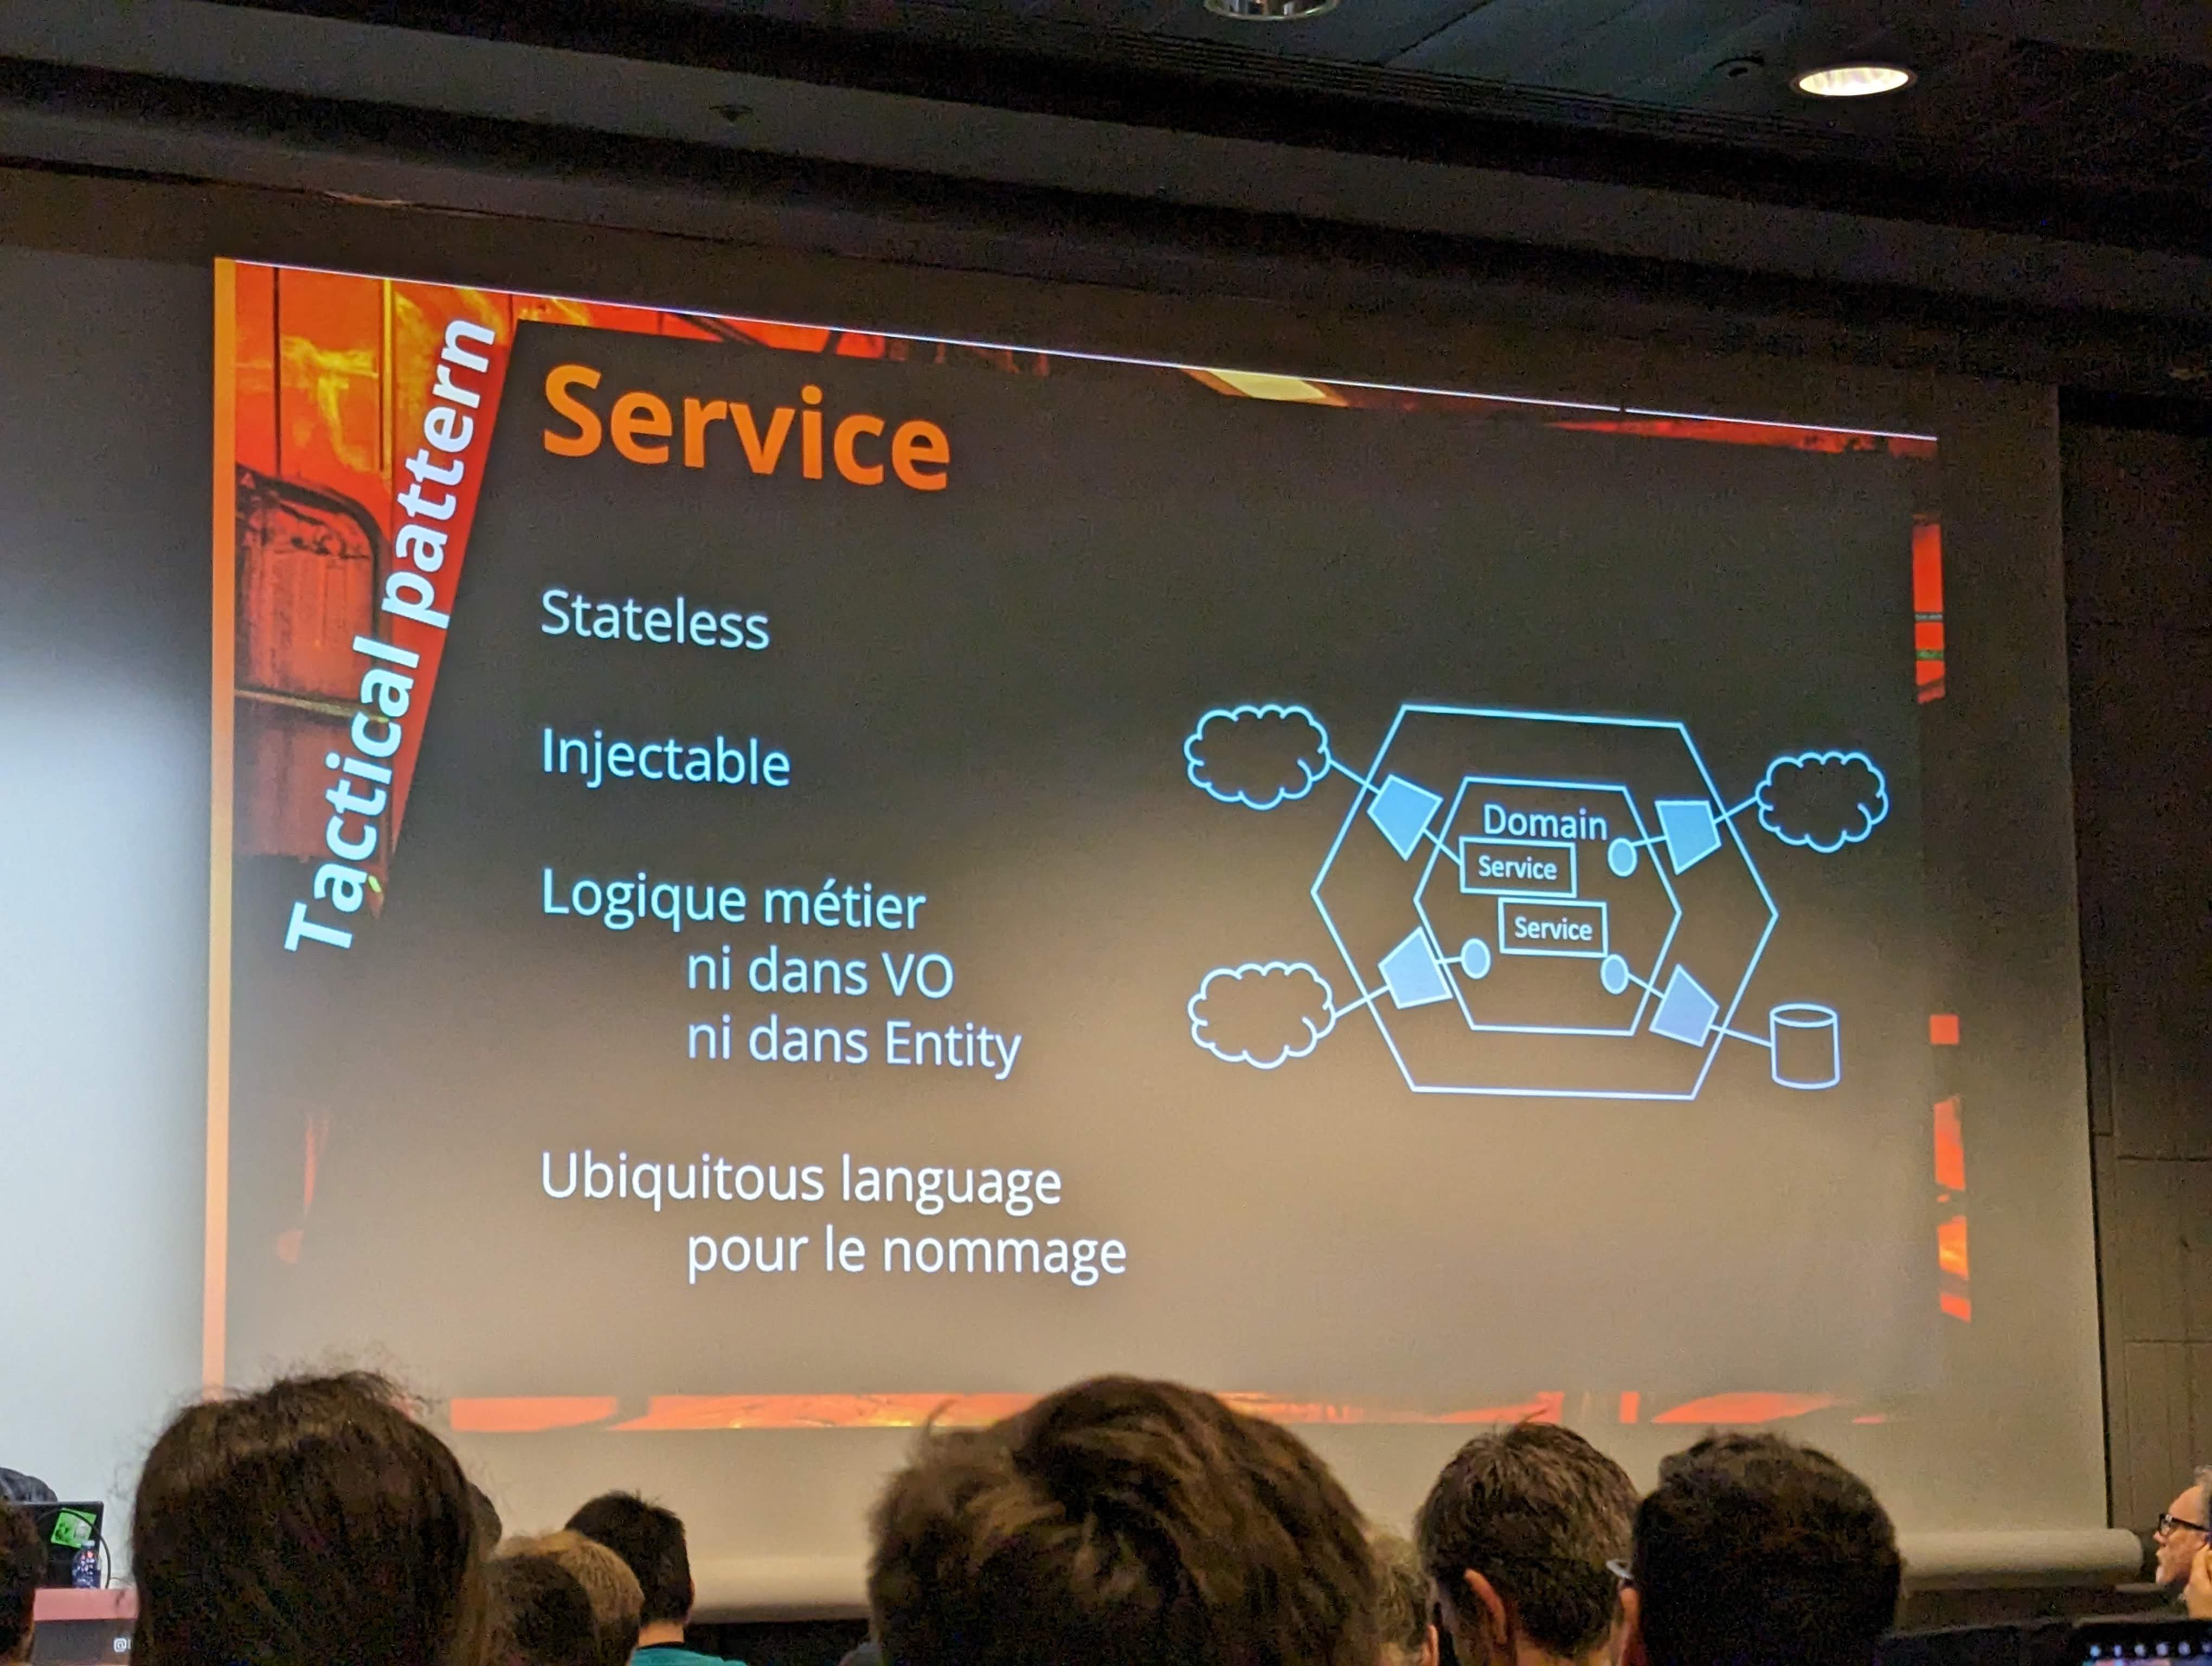 Tactical pattern
Service
Stateless
Injectable
Logique métier
ni dans VO
ni dans Entity
Ubiquitous language
pour le nommage
Domain
Service
Service